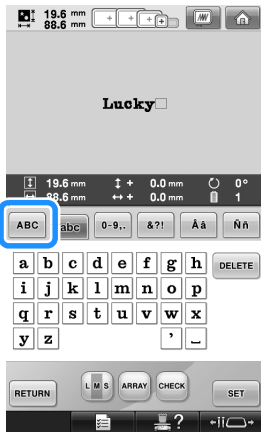 19.6 mm
88.6 mm
Lucky
19.6 mm + 0.0 mm 0°
88.6 mm + 0.0 mm 1
ABC abc 0-9,. &?! Ââ Ññ
a b c d e f g h DELETE
i j k l m n o p
q r s t u v w x
y z ' _
RETURN L M S ARRAY CHECK SET
?